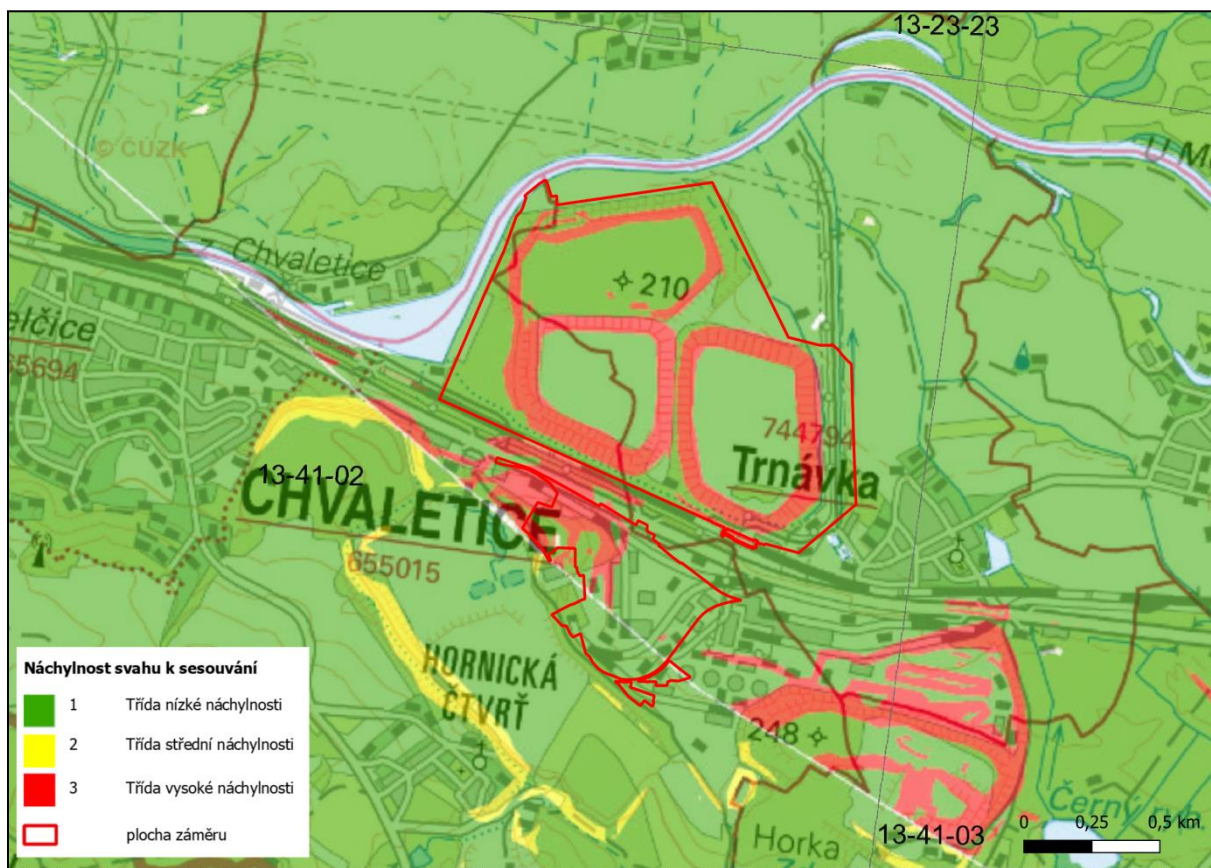 13-23-23
© ČÚZK
Chvaletice
210
65694
744794
Trnávka
13-41-02
CHVALETICE
655015
HORNICKÁ
ČTVRŤ
248
Horka
13-41-03
Náchylnost svahu k sesouvání
1 Třída nízké náchylnosti
2 Třída střední náchylnosti
3 Třída vysoké náchylnosti
plocha záměru
0 0,25 0,5 km